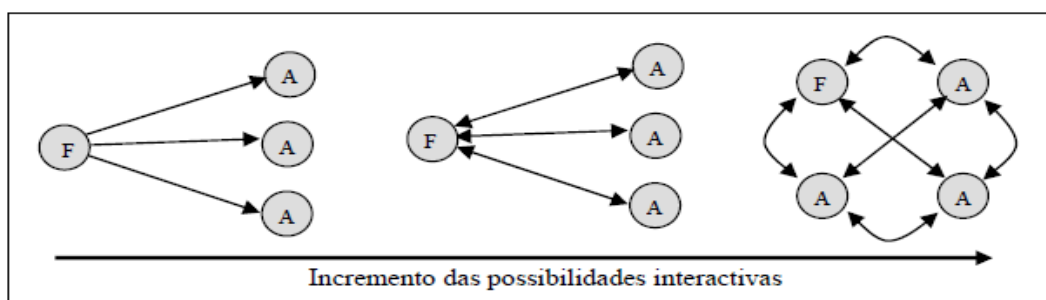 A A F A
F A F A
A A A A
Incremento das possibilidades interactivas